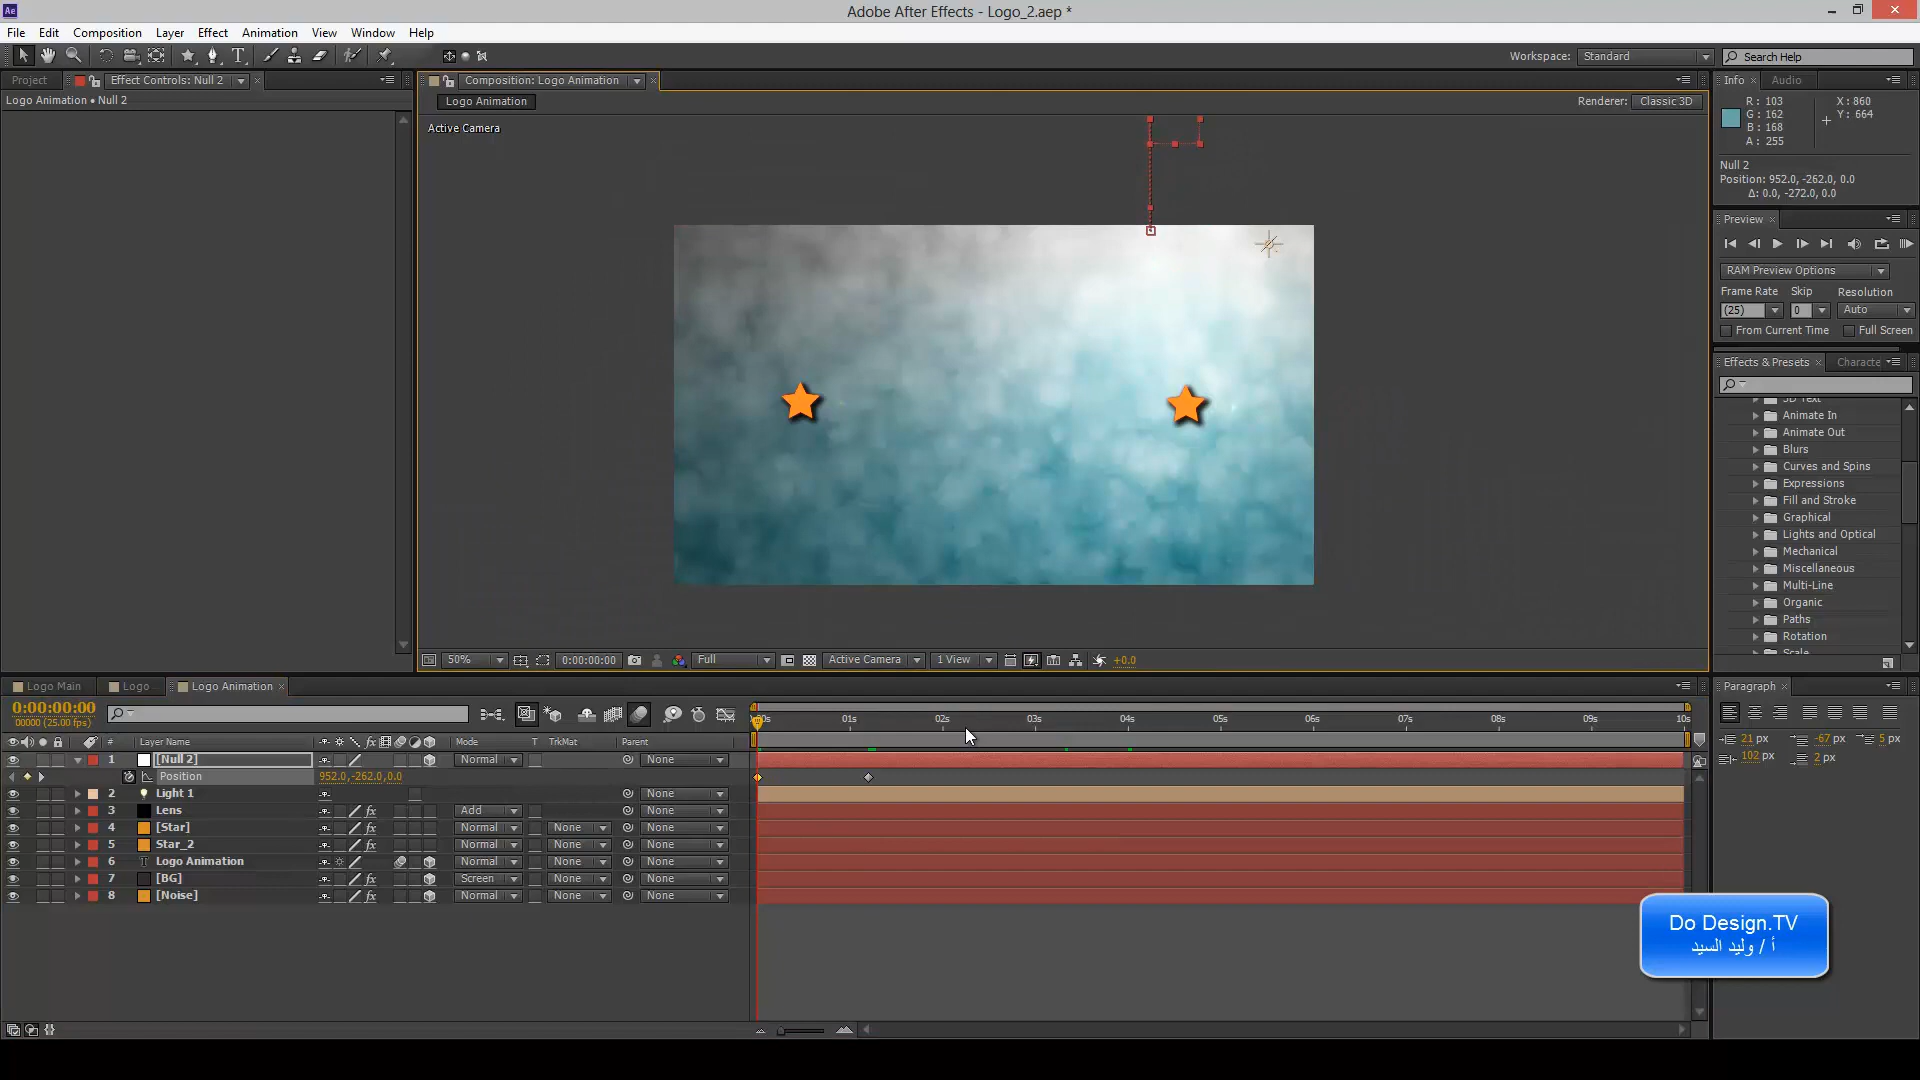 Ae
Adobe After Effects - Logo_2.aep *
File Edit Composition Layer Effect Animation View Window Help
Workspace: Standard
Search Help
Project
Effect Controls: Null 2
Logo Animation • Null 2
Composition: Logo Animation
Logo Animation
Renderer: Classic 3D
Active Camera
50%
0:00:00:00
Full
Active Camera
1 View
+0.0
Info Audio
R: 103
G: 162
B: 168
A: 255
X: 860
Y: 664
Null 2
Position: 952.0, -262.0, 0.0
Δ: 0.0, -272.0, 0.0
Preview
RAM Preview Options
Frame Rate Skip Resolution
(25) 0 Auto
From Current Time Full Screen
Effects & Presets Characte
3D Text
Animate In
Animate Out
Blurs
Curves and Spins
Expressions
Fill and Stroke
Graphical
Lights and Optical
Mechanical
Miscellaneous
Multi-Line
Organic
Paths
Rotation
Scale
Logo Main Logo Logo Animation
0:00:00:00
00000 (25.00 fps)
# Layer Name Mode T TrkMat Parent
1 [Null 2] Normal None
Position 952.0,-262.0,0.0
2 Light 1 None
3 Lens Add None
4 [Star] Normal None None
5 Star_2 Normal None None
6 Logo Animation Normal None None
7 [BG] Screen None None
8 [Noise] Normal None None
01s 02s 03s 04s 05s 06s 07s 08s 09s 10s
Paragraph
21 px -67 px 5 px
102 px 2 px
Do Design.TV
أ / وليد السيد